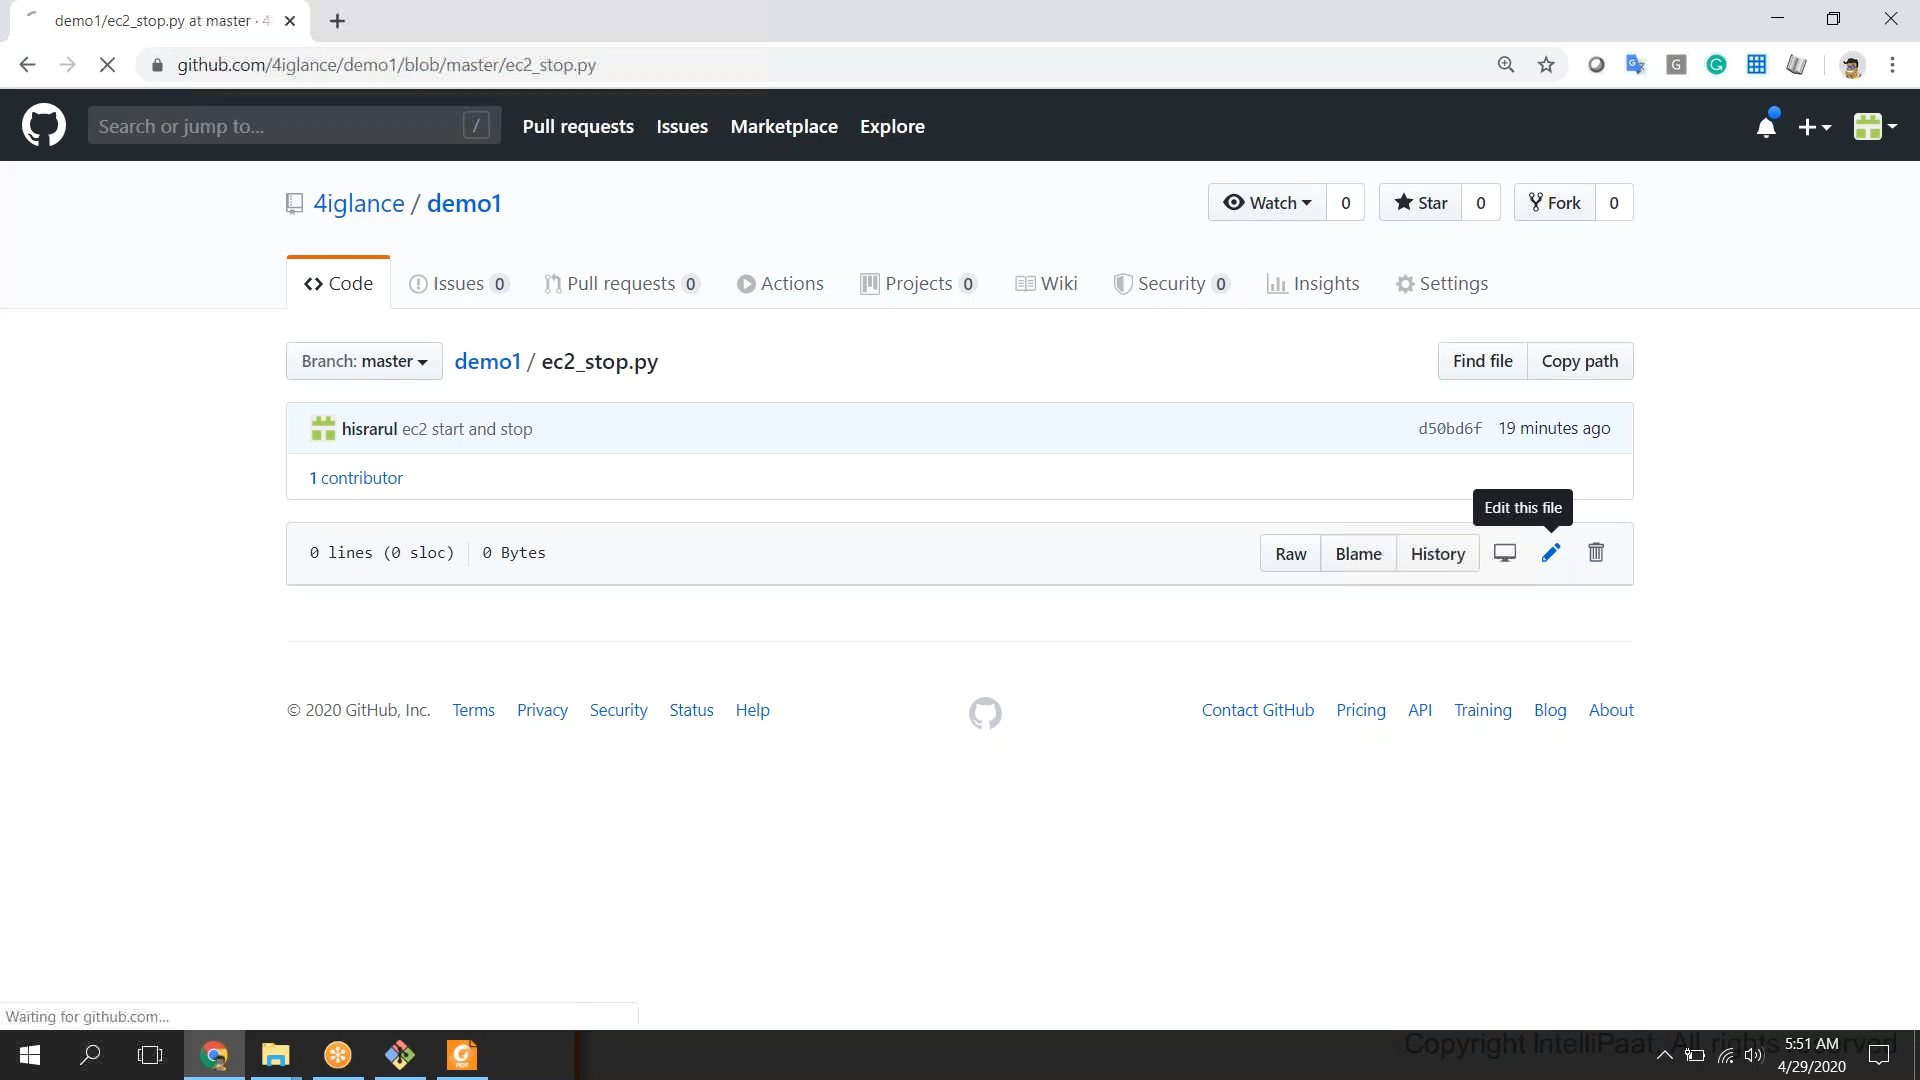 demo1/ec2_stop.py at master · 4
github.com/4iglance/demo1/blob/master/ec2_stop.py
Search or jump to... /
Pull requests Issues Marketplace Explore
4iglance / demo1
Watch 0 Star 0 Fork 0
Code Issues 0 Pull requests 0 Actions Projects 0 Wiki Security 0 Insights Settings
Branch: master demo1 / ec2_stop.py Find file Copy path
hisrarul ec2 start and stop d50bd6f 19 minutes ago
1 contributor
Edit this file
0 lines (0 sloc) 0 Bytes Raw Blame History
© 2020 GitHub, Inc. Terms Privacy Security Status Help Contact GitHub Pricing API Training Blog About
Waiting for github.com...
Copyright IntelliPaat, All rights reserved
5:51 AM
4/29/2020